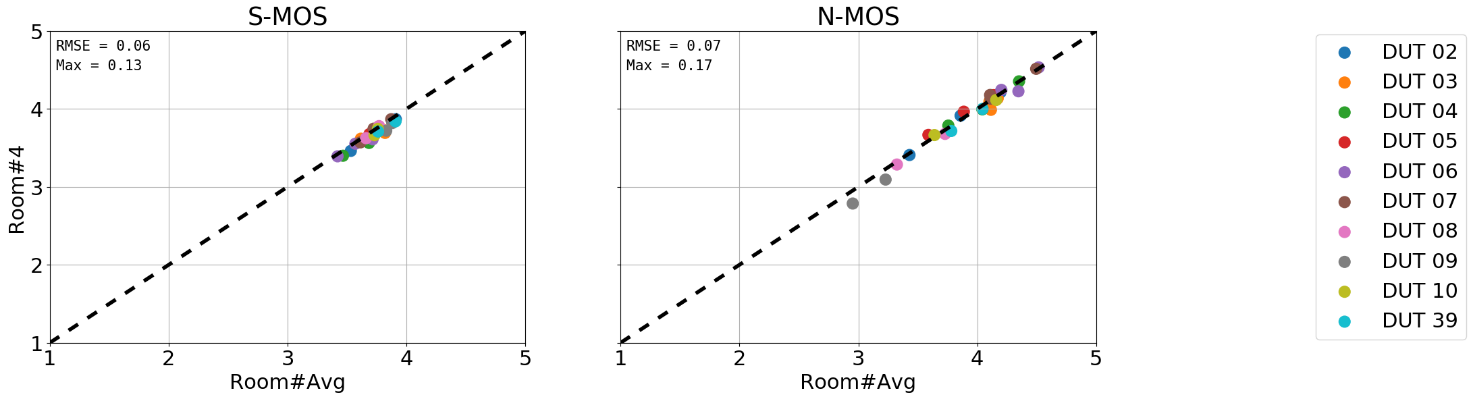 S-MOS
N-MOS
RMSE = 0.06
Max = 0.13
RMSE = 0.07
Max = 0.17
5
4
3
2
1
Room#4
1 2 3 4 5
1 2 3 4 5
Room#Avg
Room#Avg
DUT 02
DUT 03
DUT 04
DUT 05
DUT 06
DUT 07
DUT 08
DUT 09
DUT 10
DUT 39